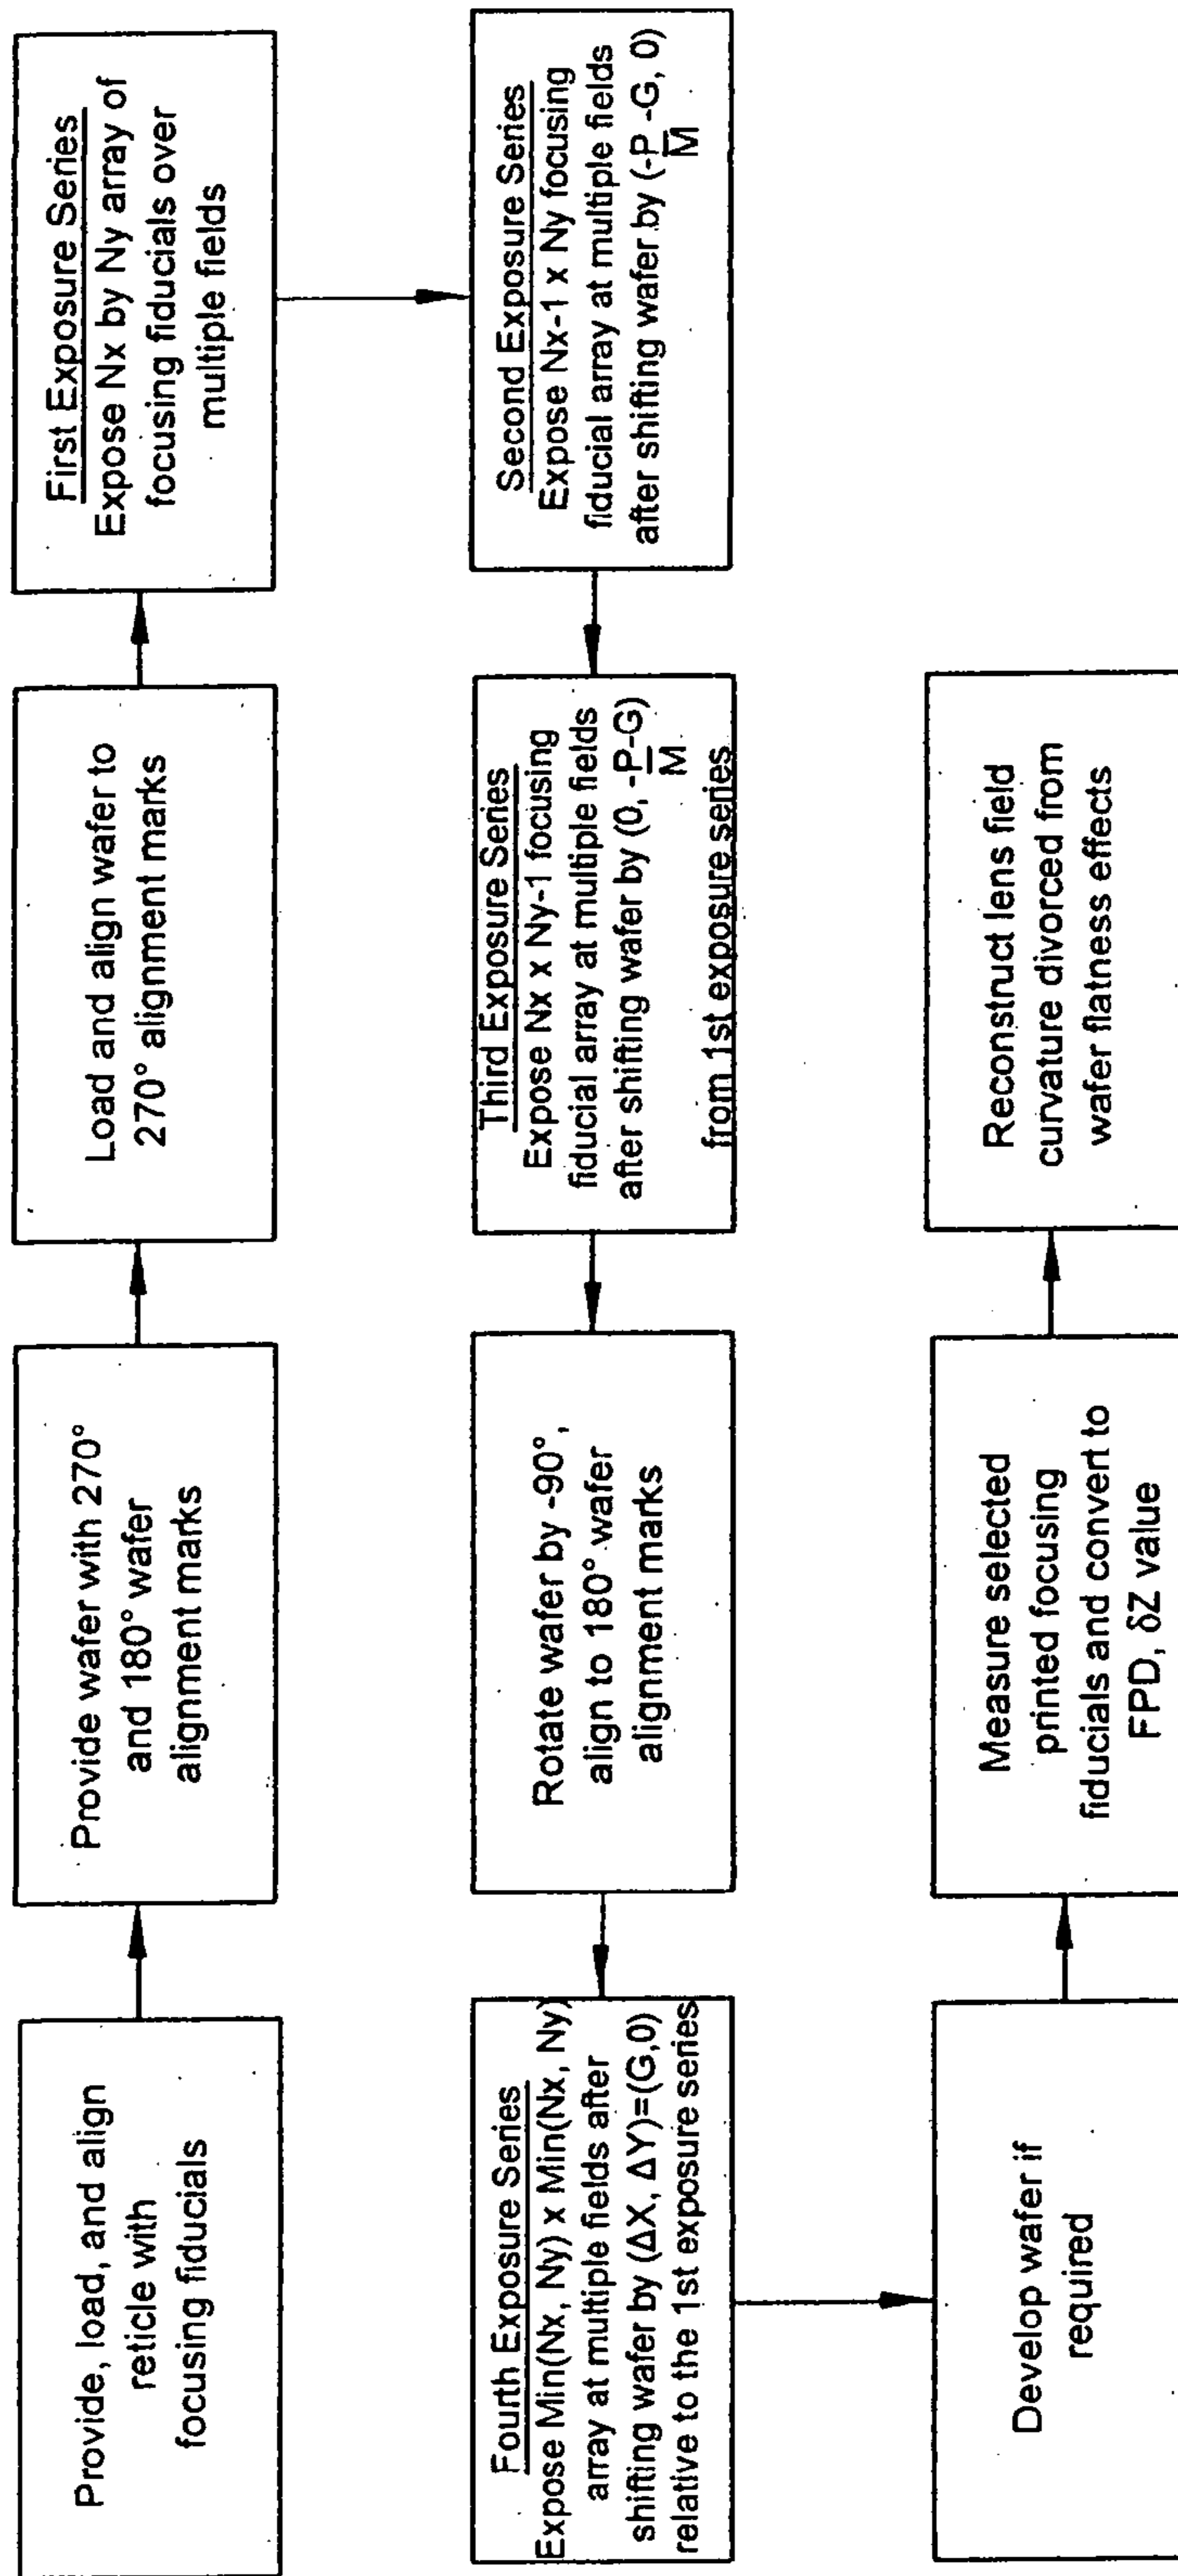 Provide, load, and align
reticle with
focusing fiducials
Provide wafer with 270°
and 180° wafer
alignment marks
Load and align wafer to
270° alignment marks
First Exposure Series
Expose Nx by Ny array of
focusing fiducials over
multiple fields
Second Exposure Series
Expose Nx-1 x Ny focusing
fiducial array at multiple fields
after shifting wafer by (-P -G, 0)
M
Third Exposure Series
Expose Nx x Ny-1 focusing
fiducial array at multiple fields
after shifting wafer by (0, -P-G)
M
from 1st exposure series
Rotate wafer by -90°,
align to 180° wafer
alignment marks
Fourth Exposure Series
Expose Min(Nx, Ny) x Min(Nx, Ny)
array at multiple fields after
shifting wafer by (ΔX, ΔY)=(G,0)
relative to the 1st exposure series
Develop wafer if
required
Measure selected
printed focusing
fiducials and convert to
FPD, δZ value
Reconstruct lens field
curvature divorced from
wafer flatness effects